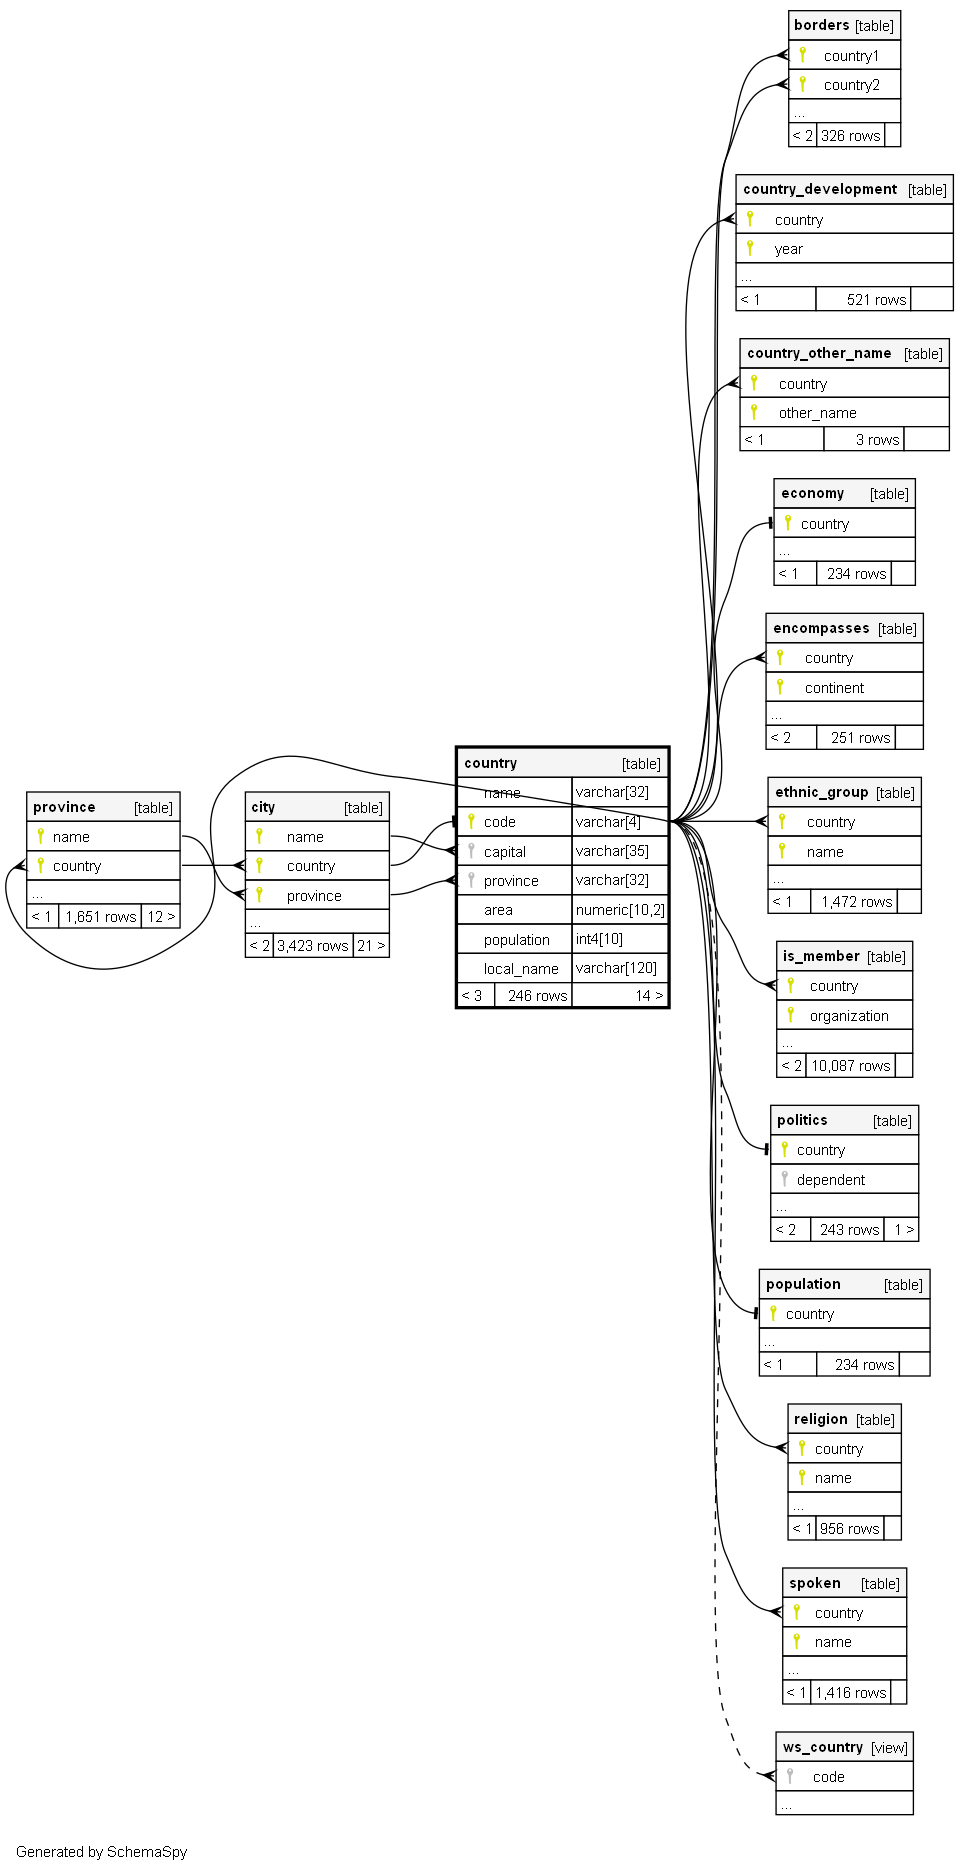 borders [table]
country1
country2
...
< 2 326 rows
country_development [table]
country
year
...
< 1 521 rows
country_other_name [table]
country
other_name
< 1 3 rows
economy [table]
country
...
< 1 234 rows
encompasses [table]
country
continent
...
< 2 251 rows
province [table]
name
country
...
< 1 1,651 rows 12 >
city [table]
name
country
province
...
< 2 3,423 rows 21 >
country [table]
name varchar[32]
code varchar[4]
capital varchar[35]
province varchar[32]
area numeric[10,2]
population int4[10]
local_name varchar[120]
< 3 246 rows 14 >
ethnic_group [table]
country
name
...
< 1 1,472 rows
is_member [table]
country
organization
...
< 2 10,087 rows
politics [table]
country
dependent
...
< 2 243 rows 1 >
population [table]
country
...
< 1 234 rows
religion [table]
country
name
...
< 1 956 rows
spoken [table]
country
name
...
< 1 1,416 rows
ws_country [view]
code
...
Generated by SchemaSpy